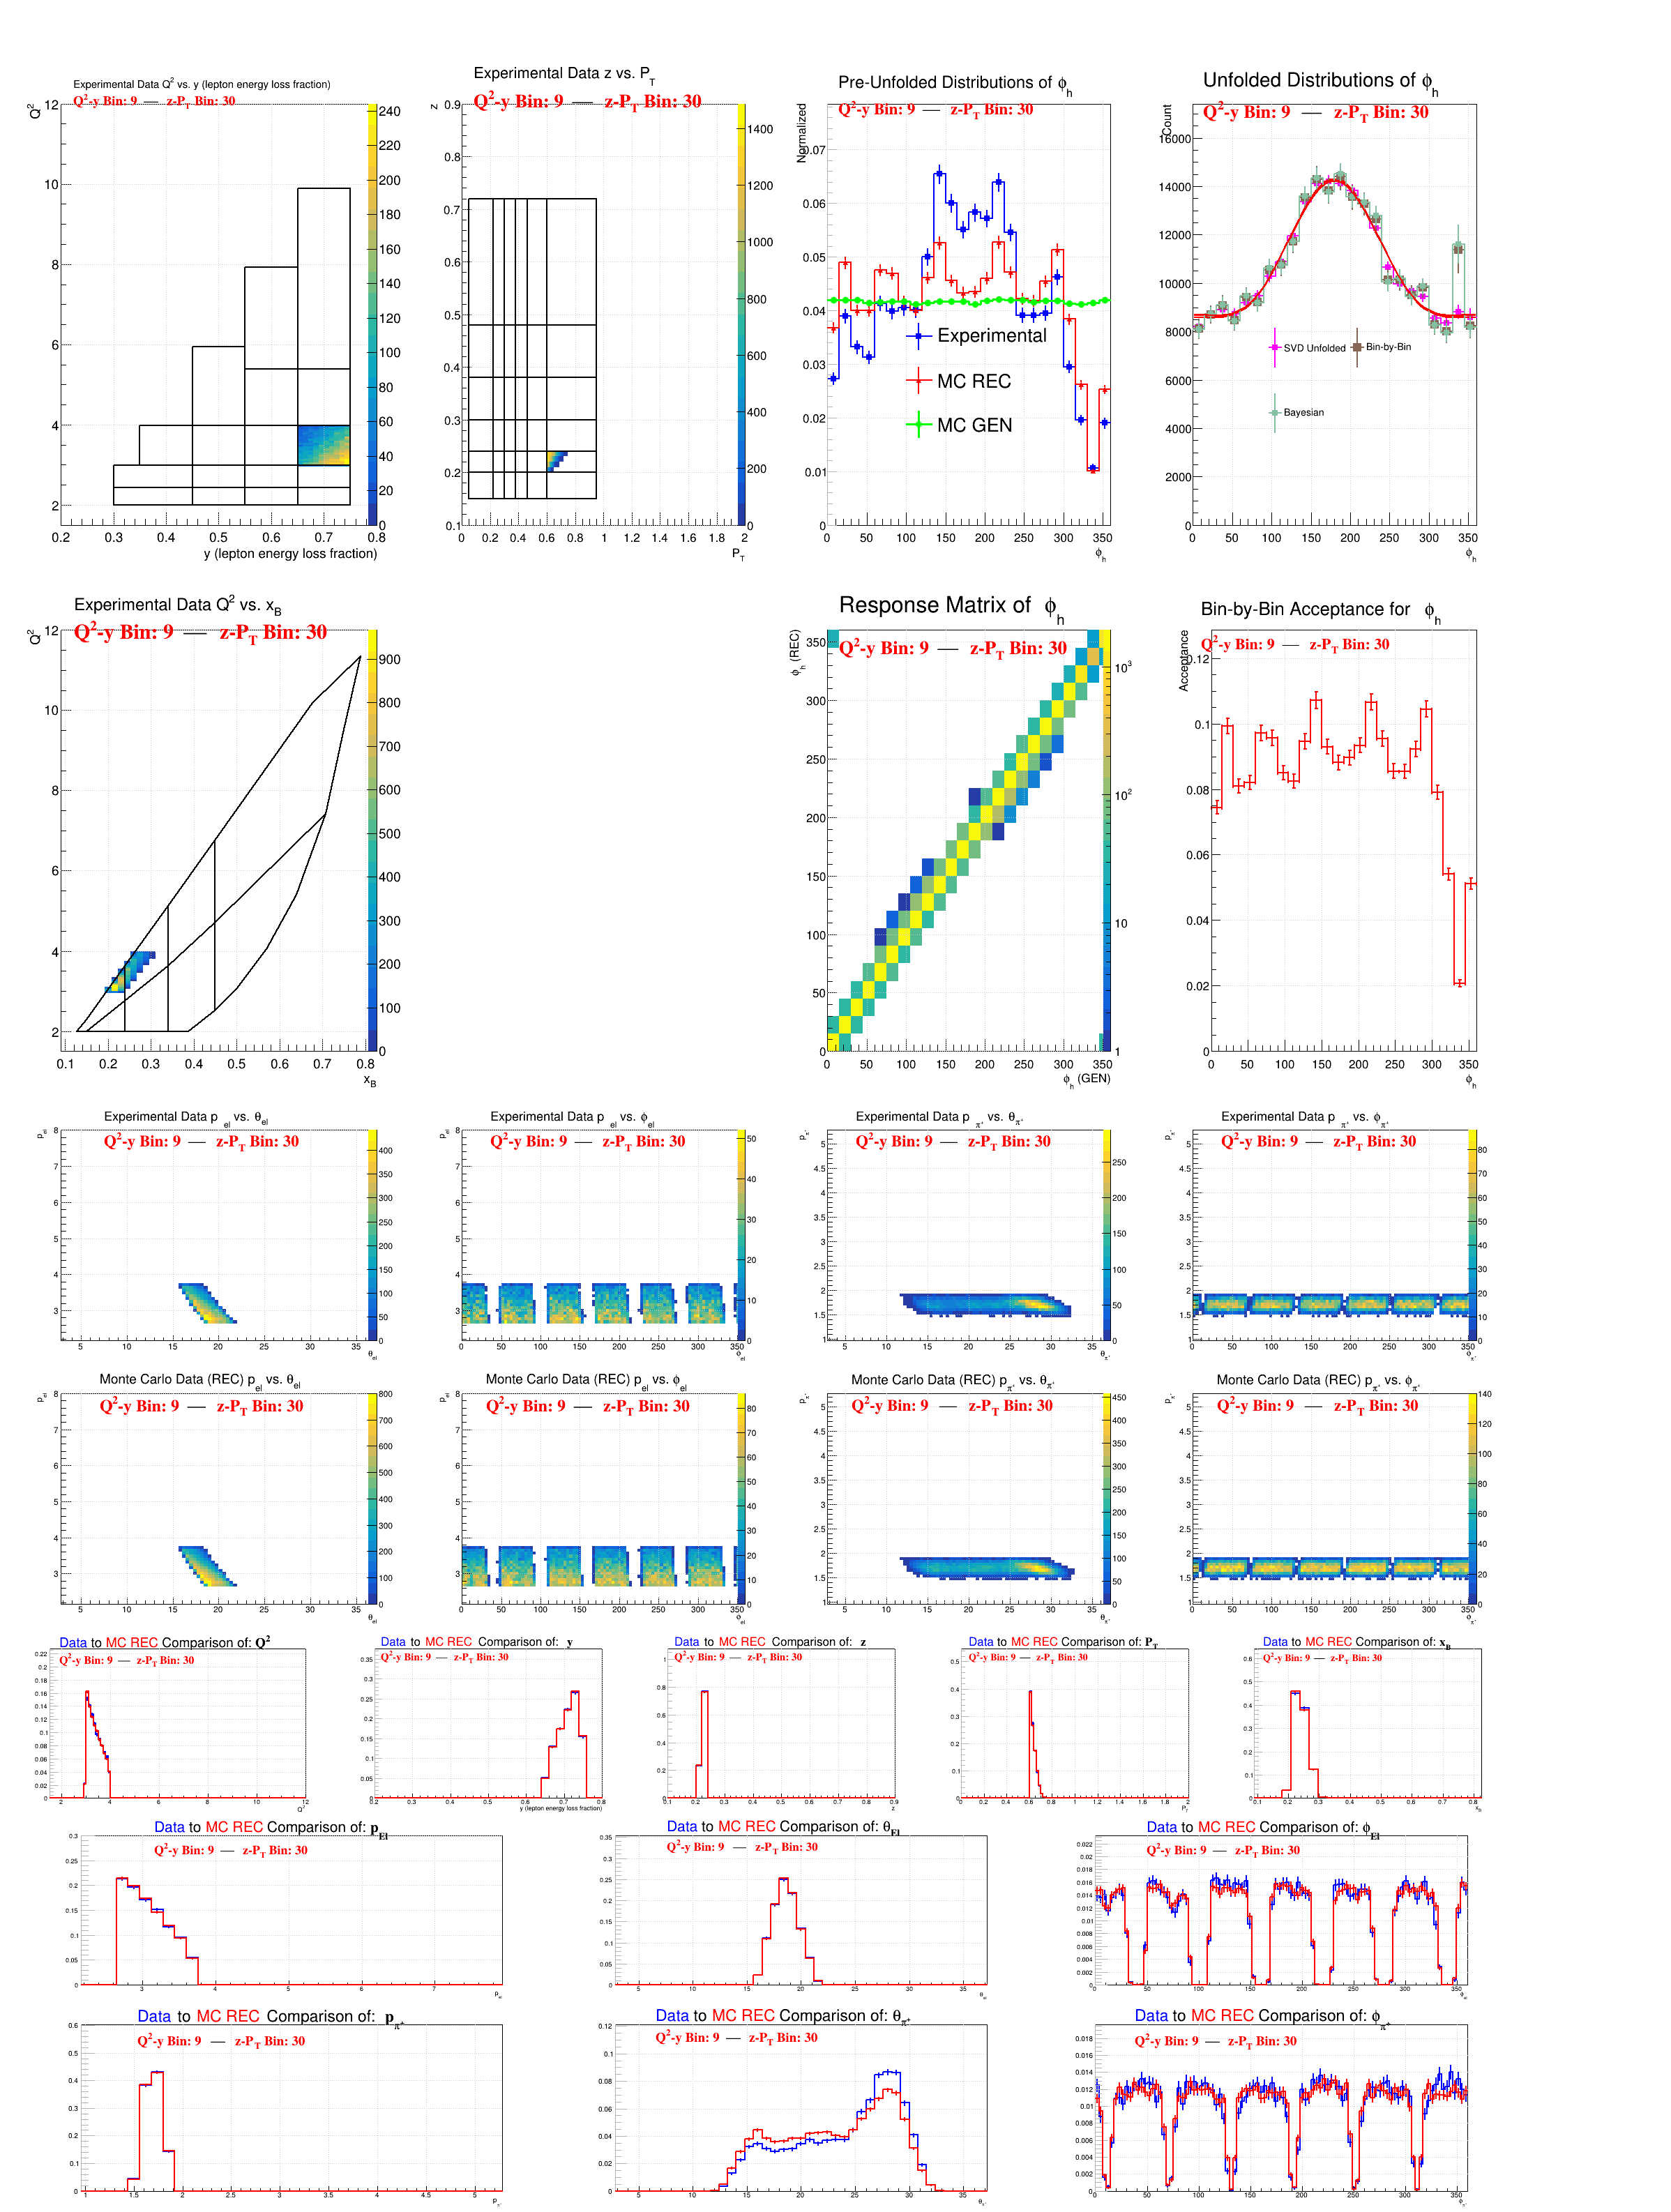 Experimental Data Q² vs. y (lepton energy loss fraction)
Q²-y Bin: 9 — z-P_T Bin: 30
Q²
y (lepton energy loss fraction)
Experimental Data z vs. P_T
Q²-y Bin: 9 — z-P_T Bin: 30
z
P_T
Pre-Unfolded Distributions of ϕ_h
Q²-y Bin: 9 — z-P_T Bin: 30
Normalized
Experimental
MC REC
MC GEN
ϕ_h
Unfolded Distributions of ϕ_h
Q²-y Bin: 9 — z-P_T Bin: 30
Count
SVD Unfolded
Bin-by-Bin
Bayesian
ϕ_h
Experimental Data Q² vs. x_B
Q²-y Bin: 9 — z-P_T Bin: 30
Q²
x_B
Response Matrix of ϕ_h
Q²-y Bin: 9 — z-P_T Bin: 30
ϕ_h (REC)
ϕ_h (GEN)
Bin-by-Bin Acceptance for ϕ_h
Q²-y Bin: 9 — z-P_T Bin: 30
Acceptance
ϕ_h
Experimental Data p_el vs. θ_el
Q²-y Bin: 9 — z-P_T Bin: 30
Experimental Data p_el vs. ϕ_el
Q²-y Bin: 9 — z-P_T Bin: 30
Experimental Data p_π⁺ vs. θ_π⁺
Q²-y Bin: 9 — z-P_T Bin: 30
Experimental Data p_π⁺ vs. ϕ_π⁺
Q²-y Bin: 9 — z-P_T Bin: 30
Monte Carlo Data (REC) p_el vs. θ_el
Q²-y Bin: 9 — z-P_T Bin: 30
Monte Carlo Data (REC) p_el vs. ϕ_el
Q²-y Bin: 9 — z-P_T Bin: 30
Monte Carlo Data (REC) p_π⁺ vs. θ_π⁺
Q²-y Bin: 9 — z-P_T Bin: 30
Monte Carlo Data (REC) p_π⁺ vs. ϕ_π⁺
Q²-y Bin: 9 — z-P_T Bin: 30
Data to MC REC Comparison of: Q²
Q²-y Bin: 9 — z-P_T Bin: 30
Data to MC REC Comparison of: y
Q²-y Bin: 9 — z-P_T Bin: 30
y (lepton energy loss fraction)
Data to MC REC Comparison of: z
Q²-y Bin: 9 — z-P_T Bin: 30
Data to MC REC Comparison of: P_T
Q²-y Bin: 9 — z-P_T Bin: 30
Data to MC REC Comparison of: x_B
Q²-y Bin: 9 — z-P_T Bin: 30
Data to MC REC Comparison of: p_El
Q²-y Bin: 9 — z-P_T Bin: 30
Data to MC REC Comparison of: θ_El
Q²-y Bin: 9 — z-P_T Bin: 30
Data to MC REC Comparison of: ϕ_El
Q²-y Bin: 9 — z-P_T Bin: 30
Data to MC REC Comparison of: p_π⁺
Q²-y Bin: 9 — z-P_T Bin: 30
Data to MC REC Comparison of: θ_π⁺
Q²-y Bin: 9 — z-P_T Bin: 30
Data to MC REC Comparison of: ϕ_π⁺
Q²-y Bin: 9 — z-P_T Bin: 30